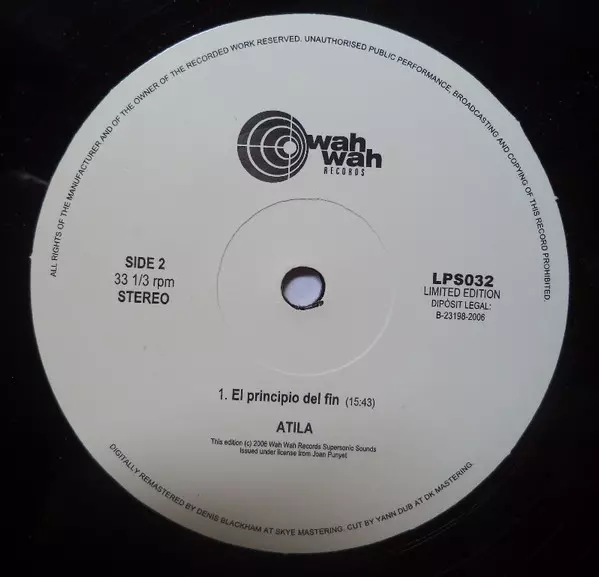 ALL RIGHTS OF THE MANUFACTURER AND OF THE OWNER OF THE RECORDED WORK RESERVED. UNAUTHORISED PUBLIC PERFORMANCE, BROADCASTING AND COPYING OF THIS RECORD PROHIBITED.
wah
wah
RECORDS
SIDE 2
33 1/3 rpm
STEREO
LPS032
LIMITED EDITION
DIPÒSIT LEGAL:
B-23198-2006
1. El principio del fin (15:43)
ATILA
This edition (c) 2006 Wah Wah Records Supersonic Sounds
Issued under license from Joan Punyet
DIGITALLY REMASTERED BY DENIS BLACKHAM AT SKYE MASTERING. CUT BY YANN DUB AT DK MASTERING.